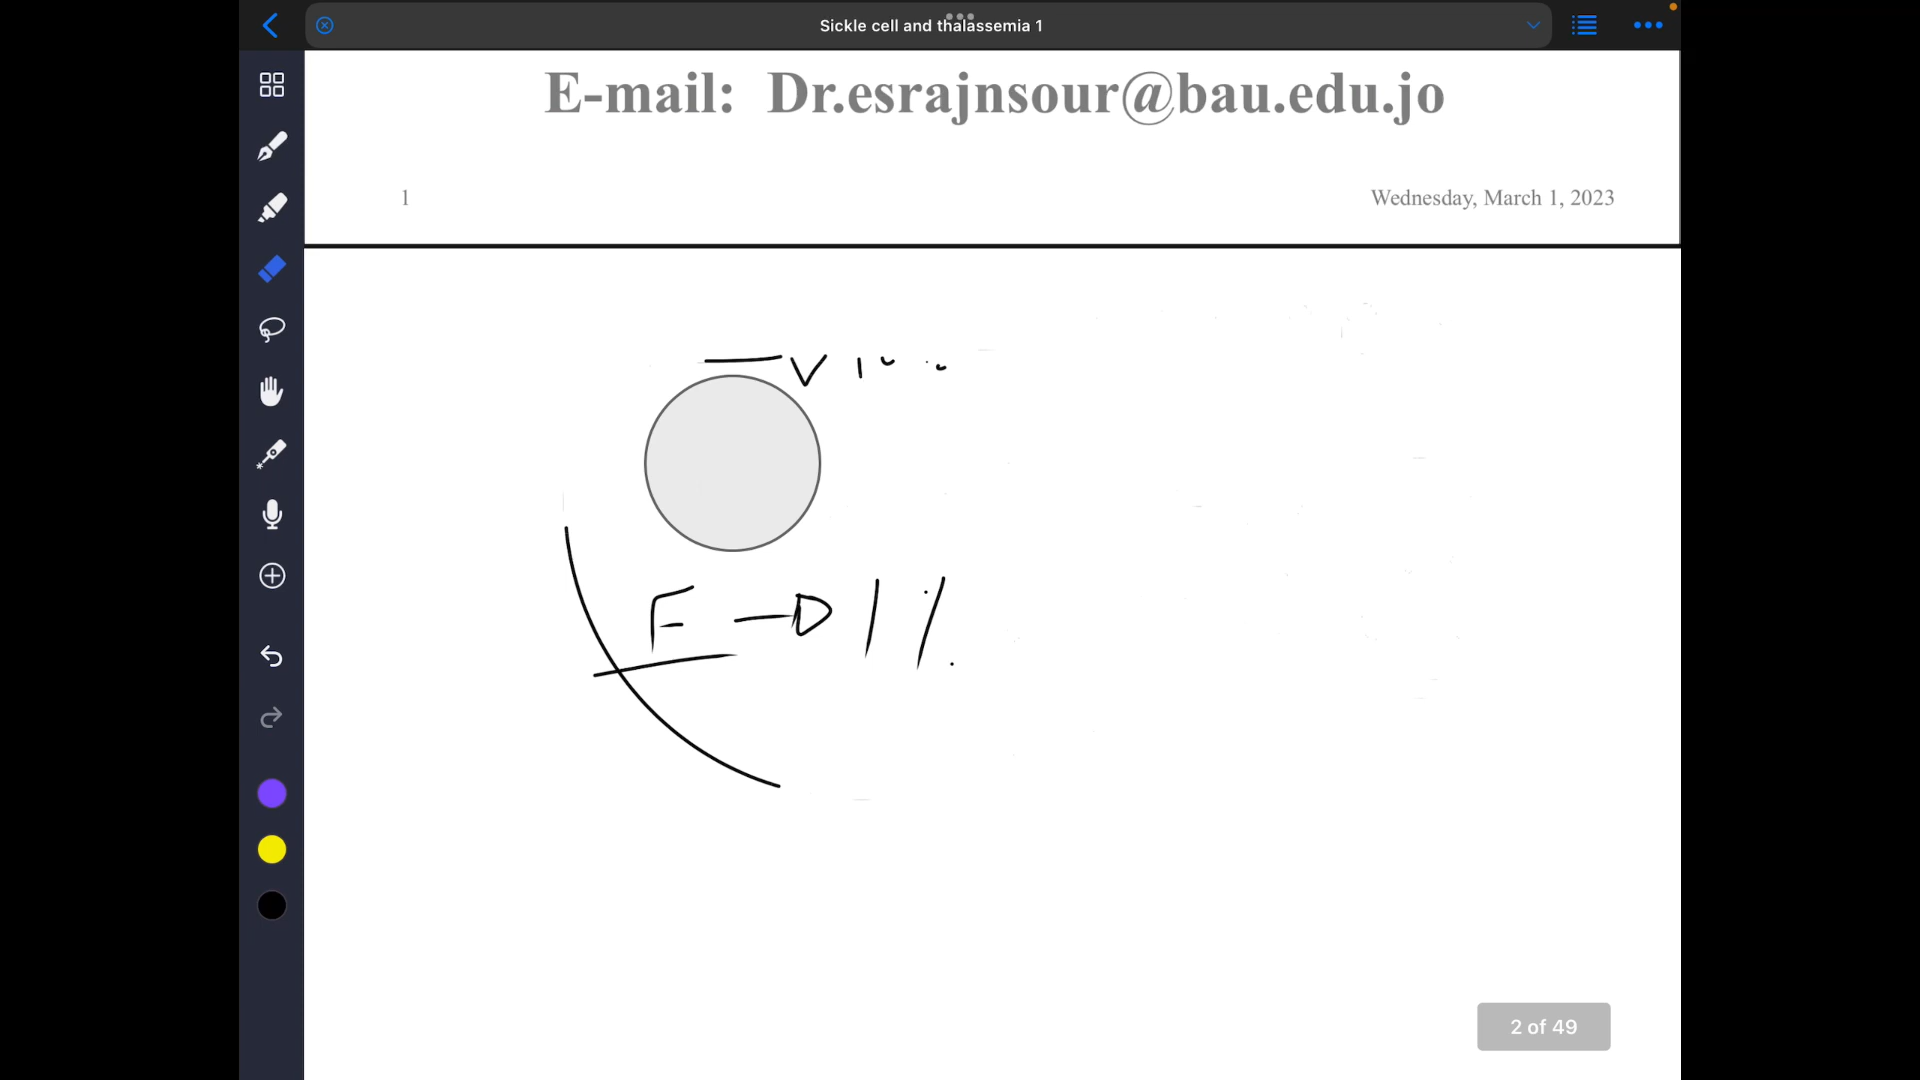 Sickle cell and thalassemia 1
E-mail: Dr.esrajnsour@bau.edu.jo
1
Wednesday, March 1, 2023
F → 1%
2 of 49